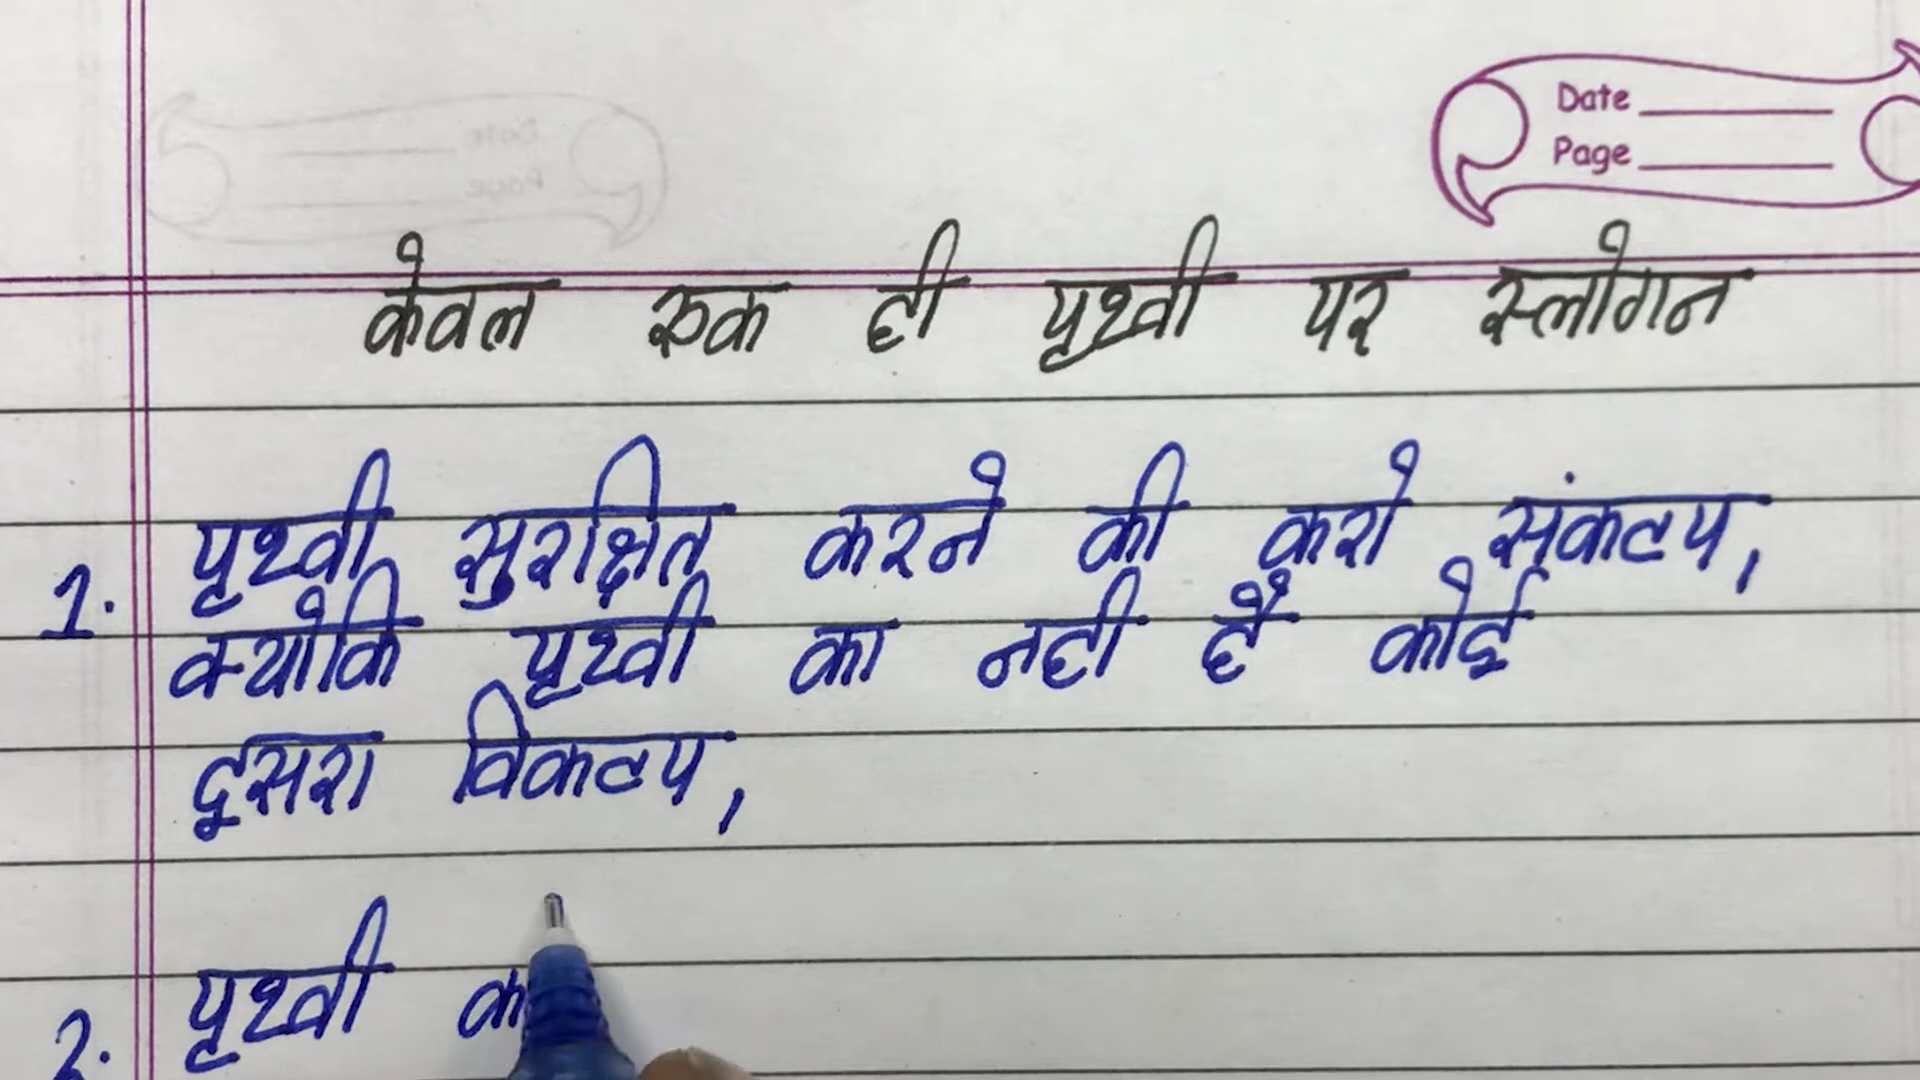 Date
Page
केवल एक ही पृथ्वी पर स्लोगन
1. पृथ्वी सुरक्षित करने की करो संकल्प,
क्योकि पृथ्वी का नही है कोई
दुसरा विकल्प,
2. पृथ्वी क